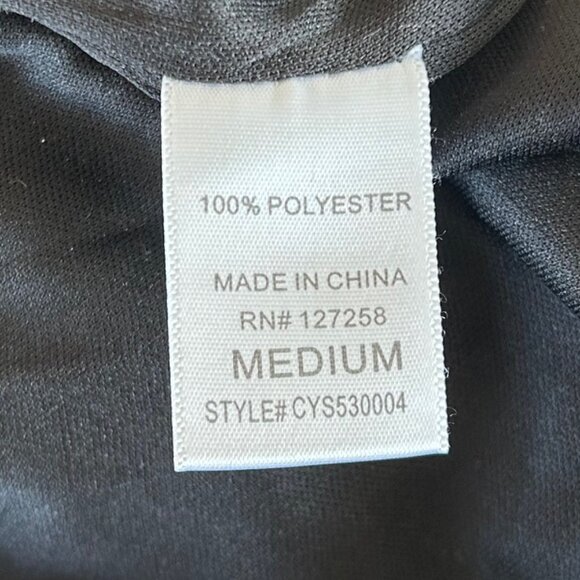 100% POLYESTER
MADE IN CHINA
RN# 127258
MEDIUM
STYLE# CYS530004